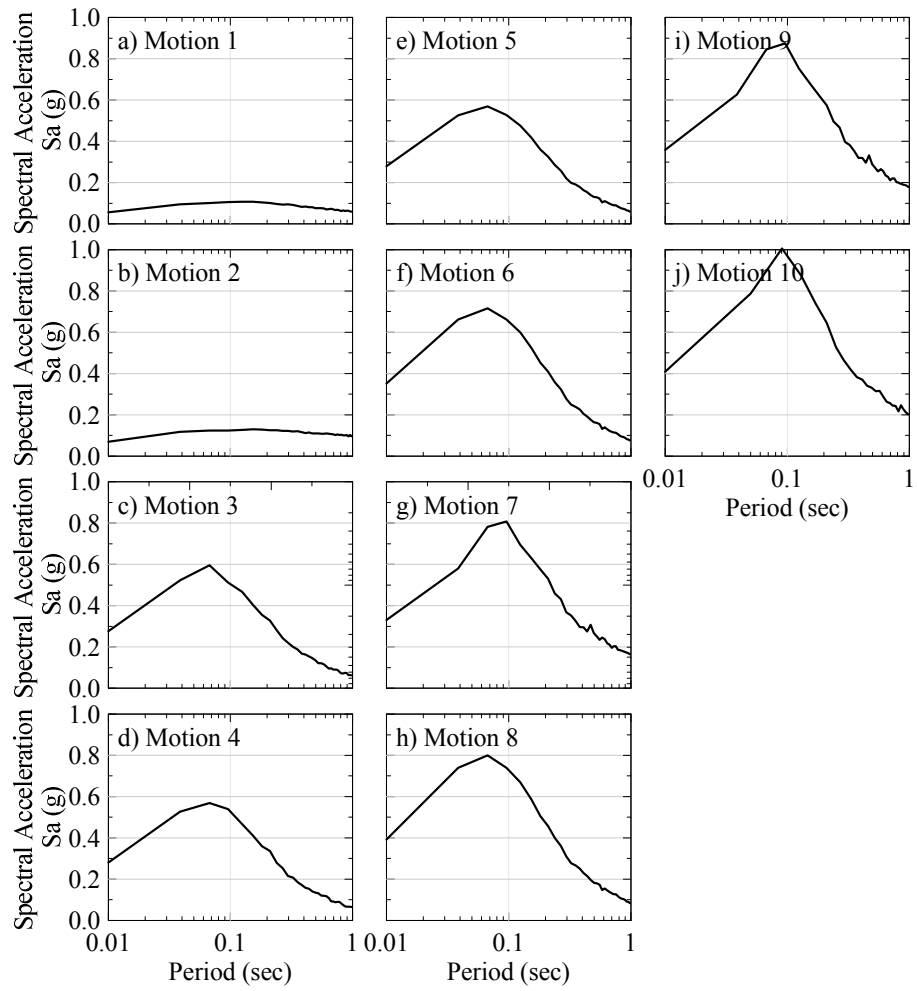 Spectral Acceleration
Sa (g)
1.0
0.8
0.6
0.4
0.2
0.0
a) Motion 1
e) Motion 5
i) Motion 9
Spectral Acceleration
Sa (g)
1.0
0.8
0.6
0.4
0.2
0.0
b) Motion 2
f) Motion 6
j) Motion 10
0.01
0.1
1
Period (sec)
Spectral Acceleration
Sa (g)
1.0
0.8
0.6
0.4
0.2
0.0
c) Motion 3
g) Motion 7
Spectral Acceleration
Sa (g)
1.0
0.8
0.6
0.4
0.2
0.0
d) Motion 4
h) Motion 8
0.01
0.1
1
Period (sec)
0.01
0.1
1
Period (sec)